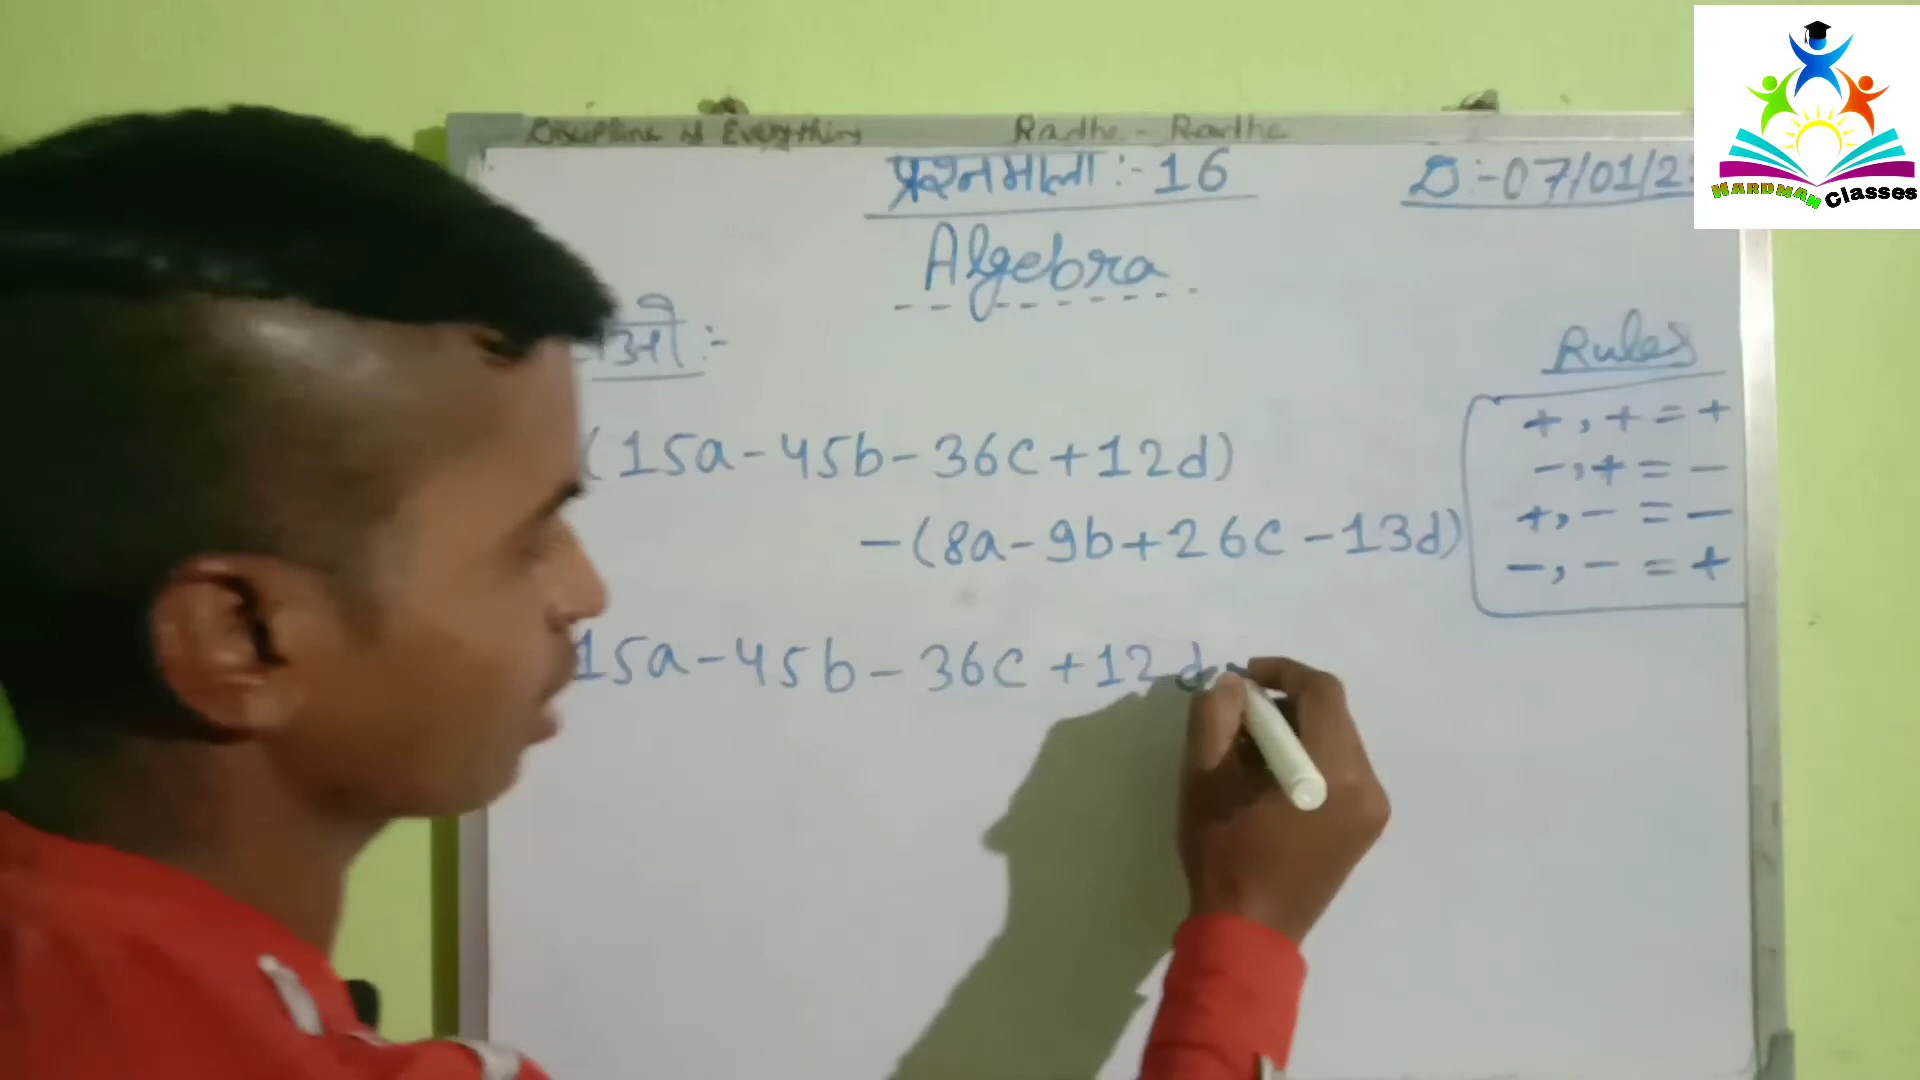 Discipline is Everything Radhe - Radhe
प्रश्नमाला :- 16
D:-07/01/2
HARDMAN Classes
Algebra
ओ :-
Rules
+, + = +
-, + = -
+, - = -
-, - = +
(15a-45b-36c+12d)
-(8a-9b+26c-13d)
15a-45b-36c+12d